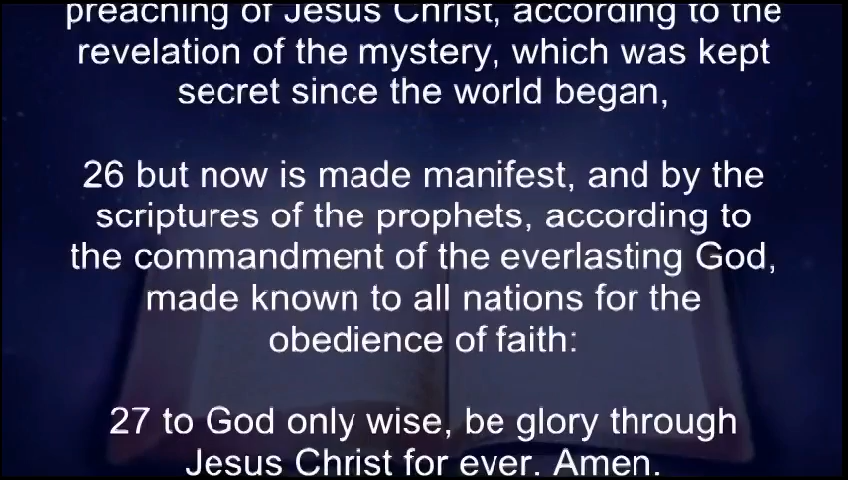 preaching of Jesus Christ, according to the
revelation of the mystery, which was kept
secret since the world began,
26 but now is made manifest, and by the
scriptures of the prophets, according to
the commandment of the everlasting God,
made known to all nations for the
obedience of faith:
27 to God only wise, be glory through
Jesus Christ for ever. Amen.